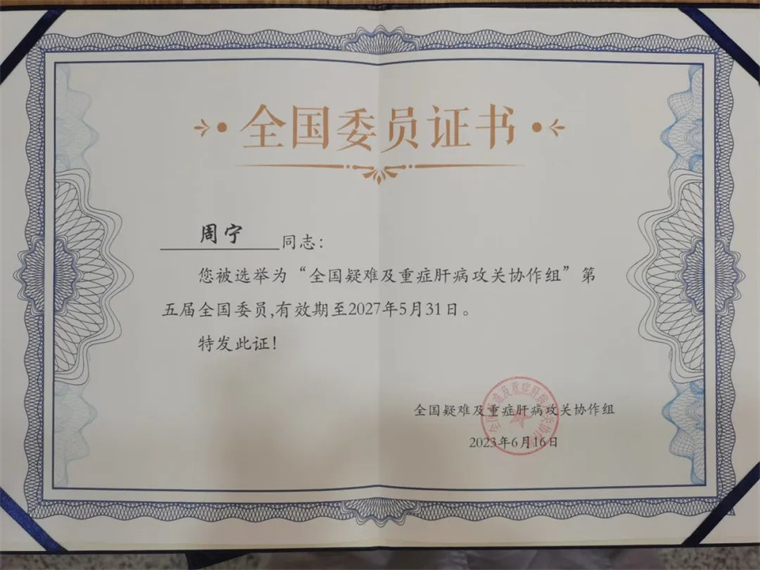 全国委员证书
周宁 同志：
您被选举为“全国疑难及重症肝病攻关协作组”第
五届全国委员,有效期至2027年5月31日。
特发此证！
全国疑难及重症肝病攻关协作组
2023年6月16日